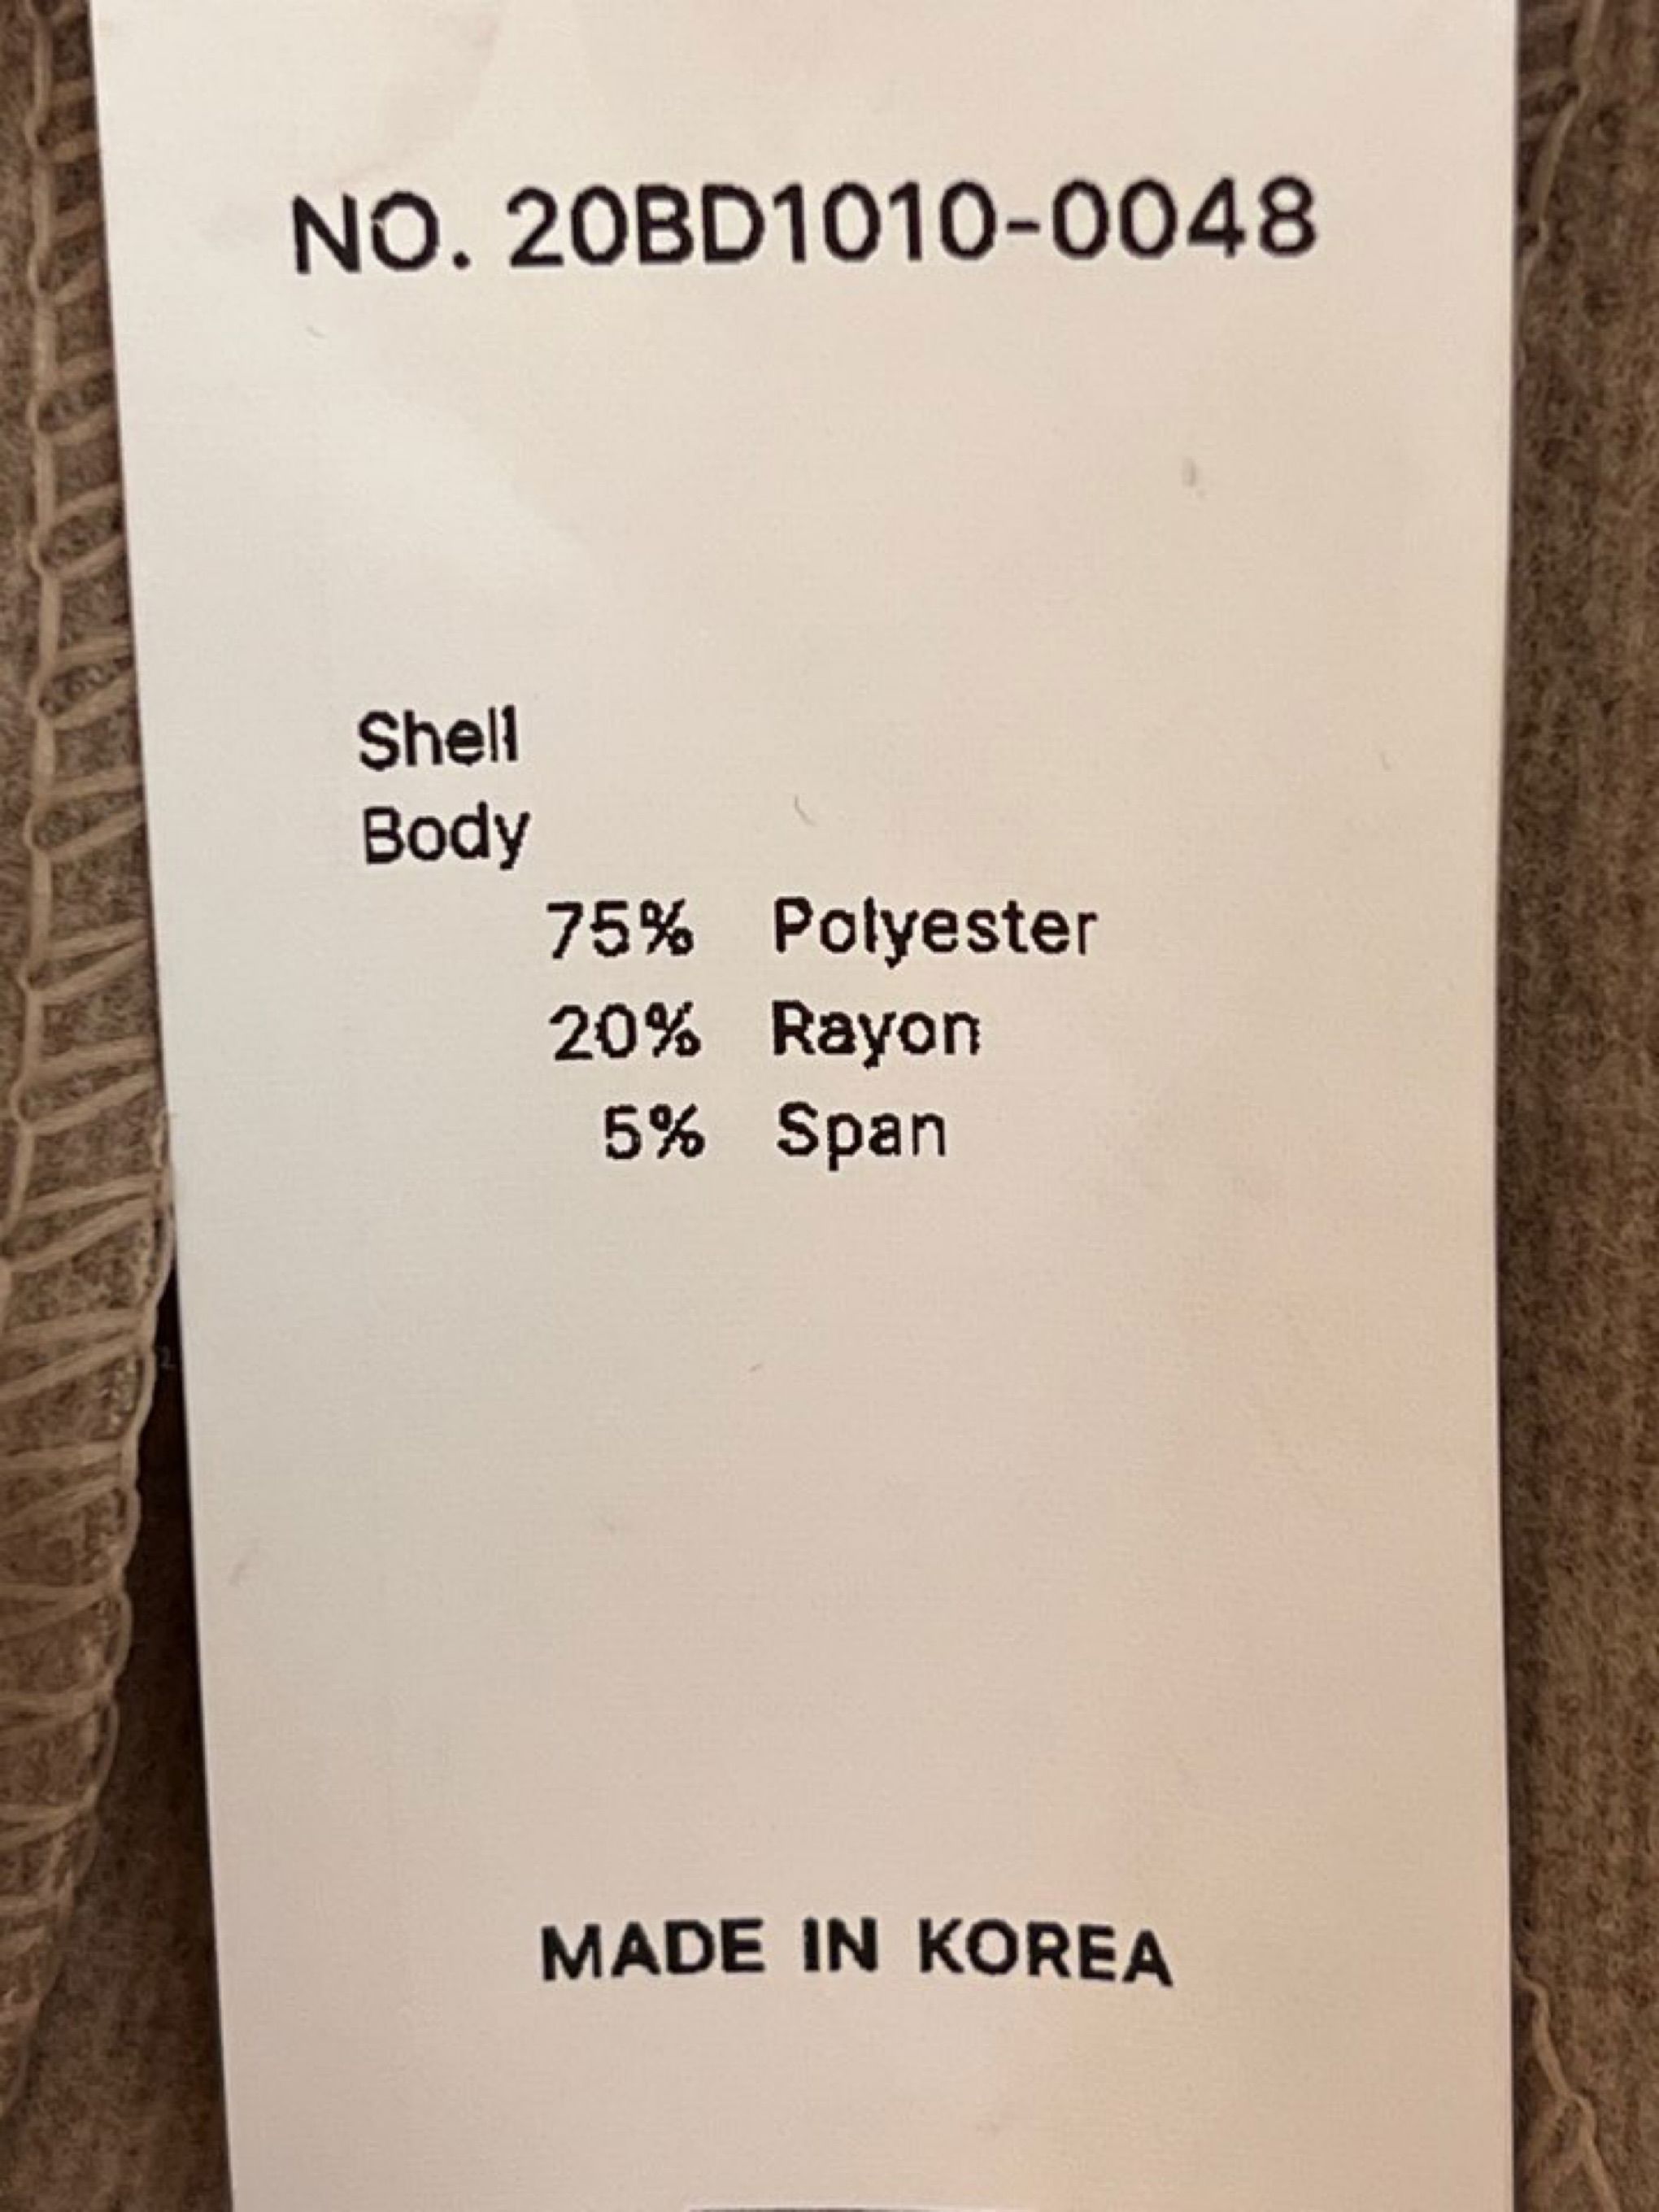 NO. 20BD1010-0048
Shell
Body
75% Polyester
20% Rayon
5% Span
MADE IN KOREA